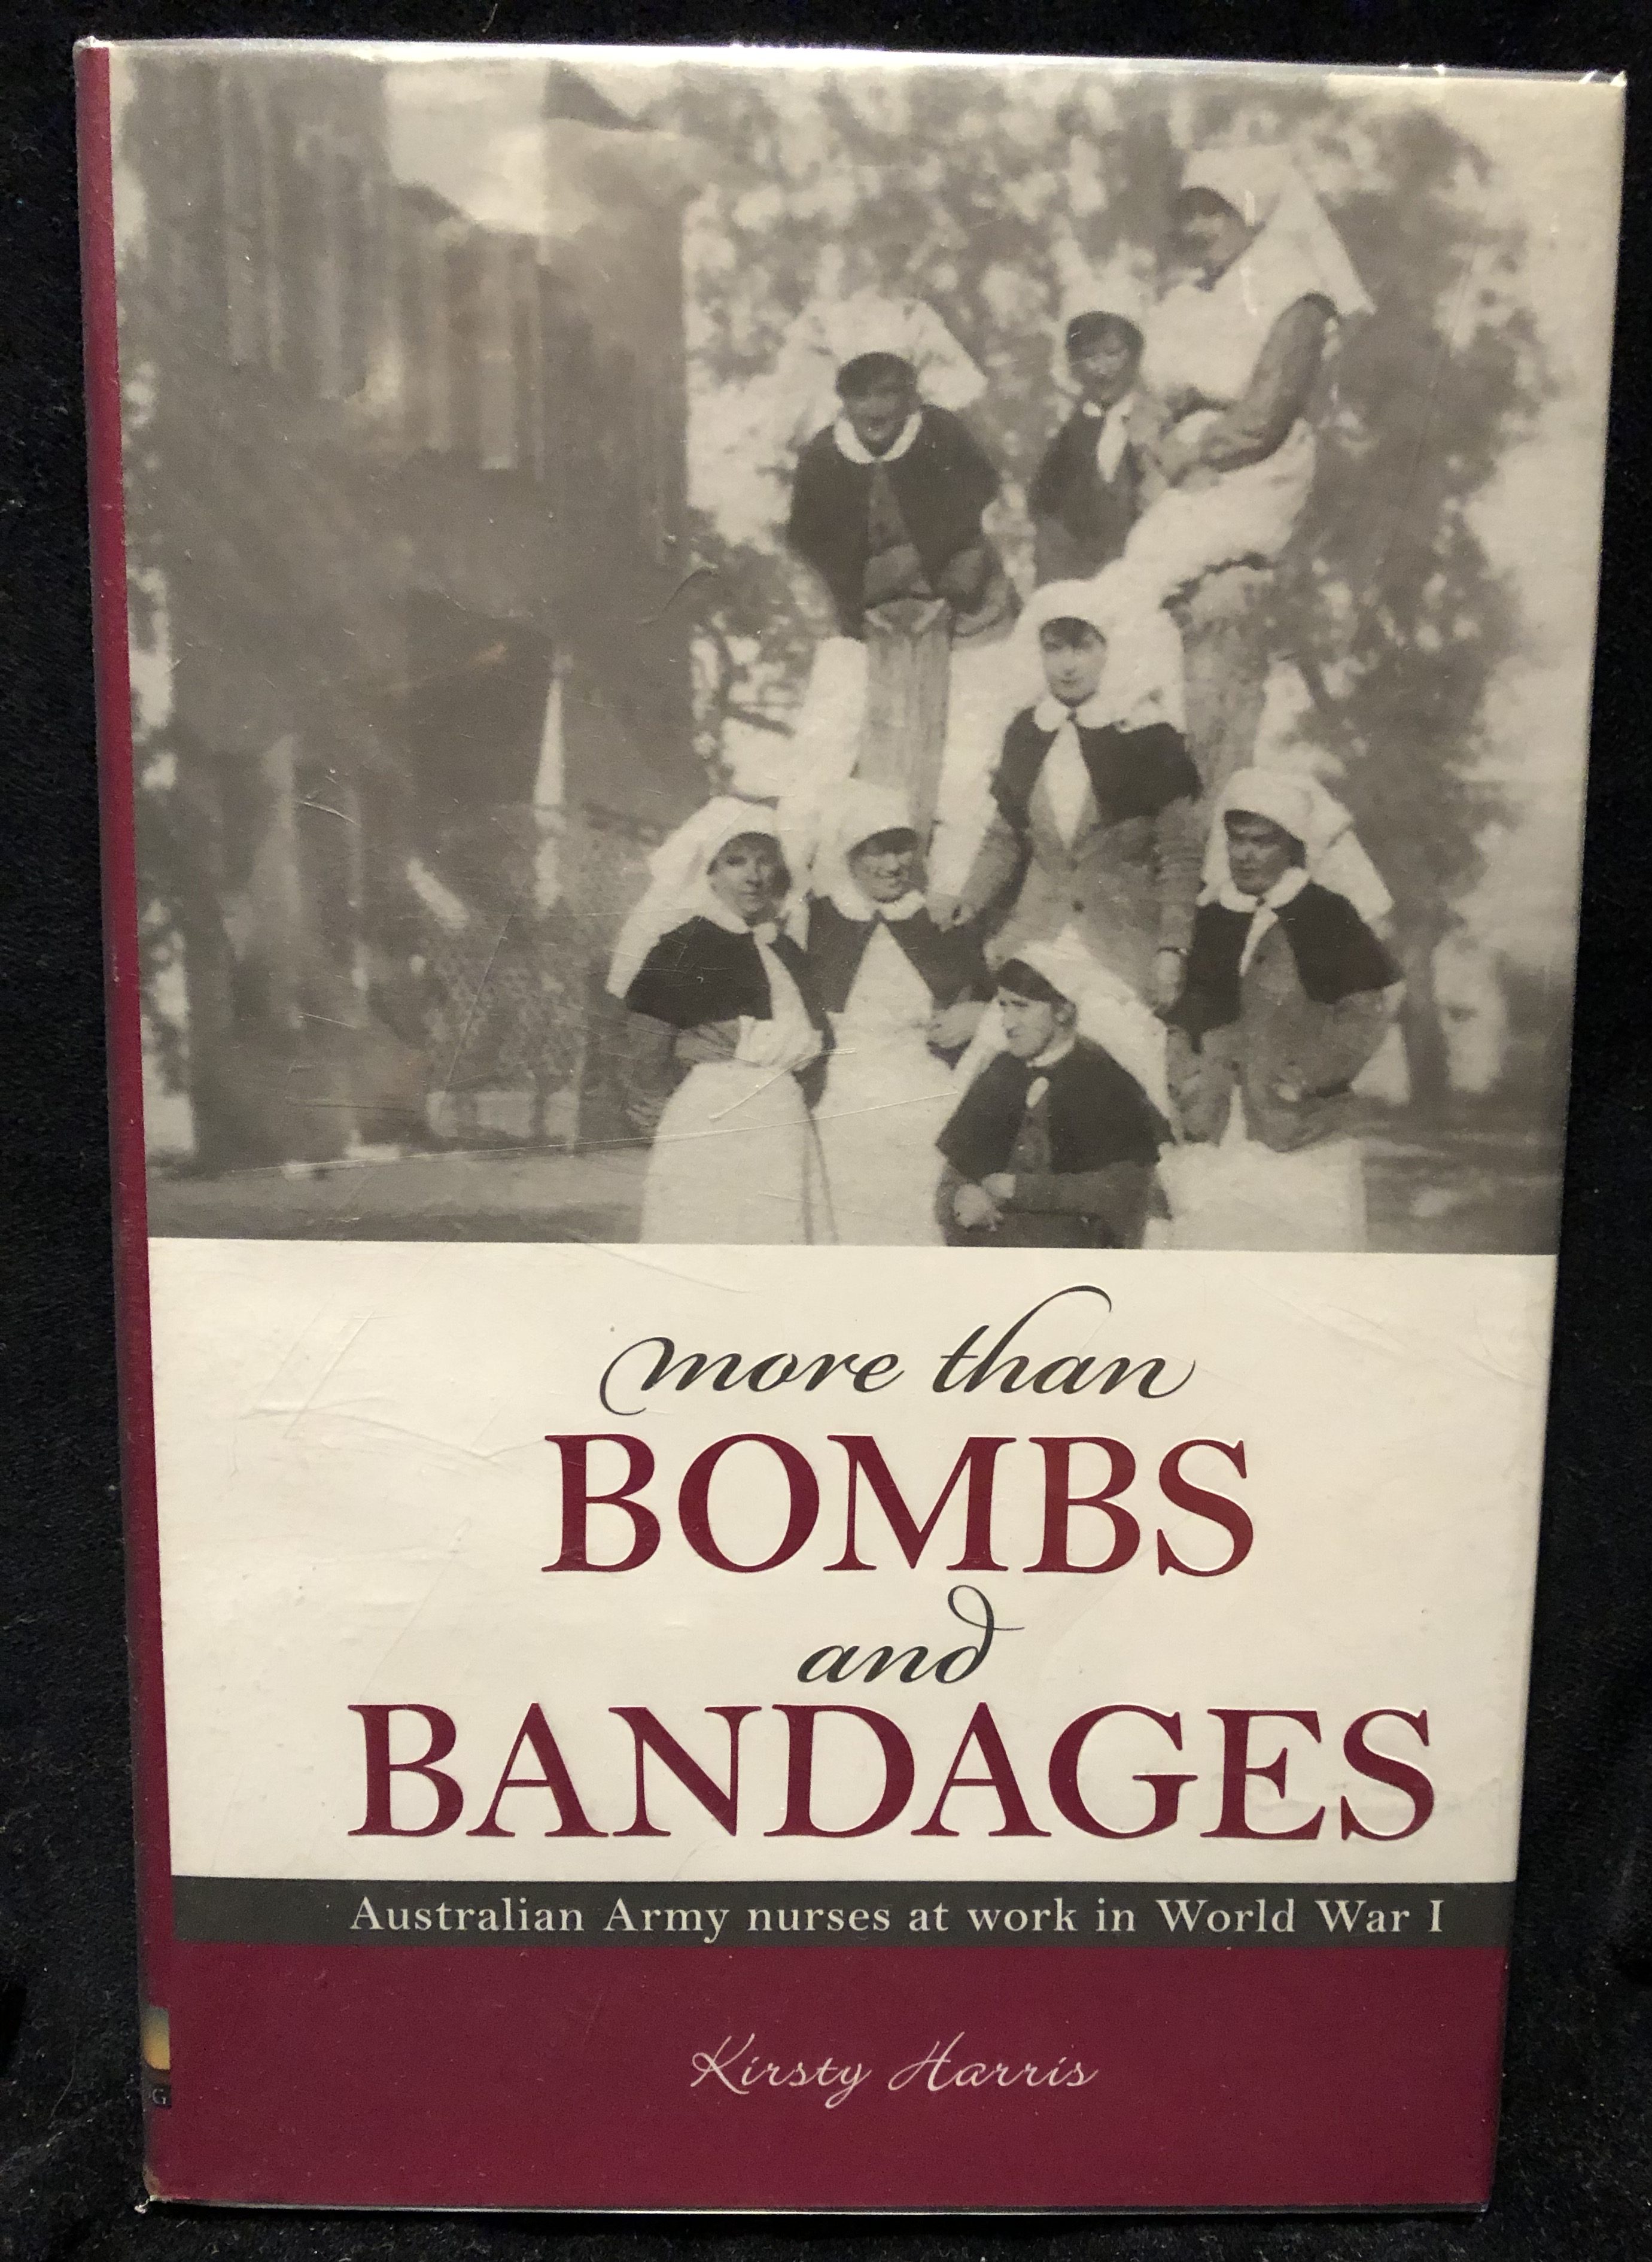 more than
BOMBS
and
BANDAGES
Australian Army nurses at work in World War I
Kirsty Harris
G